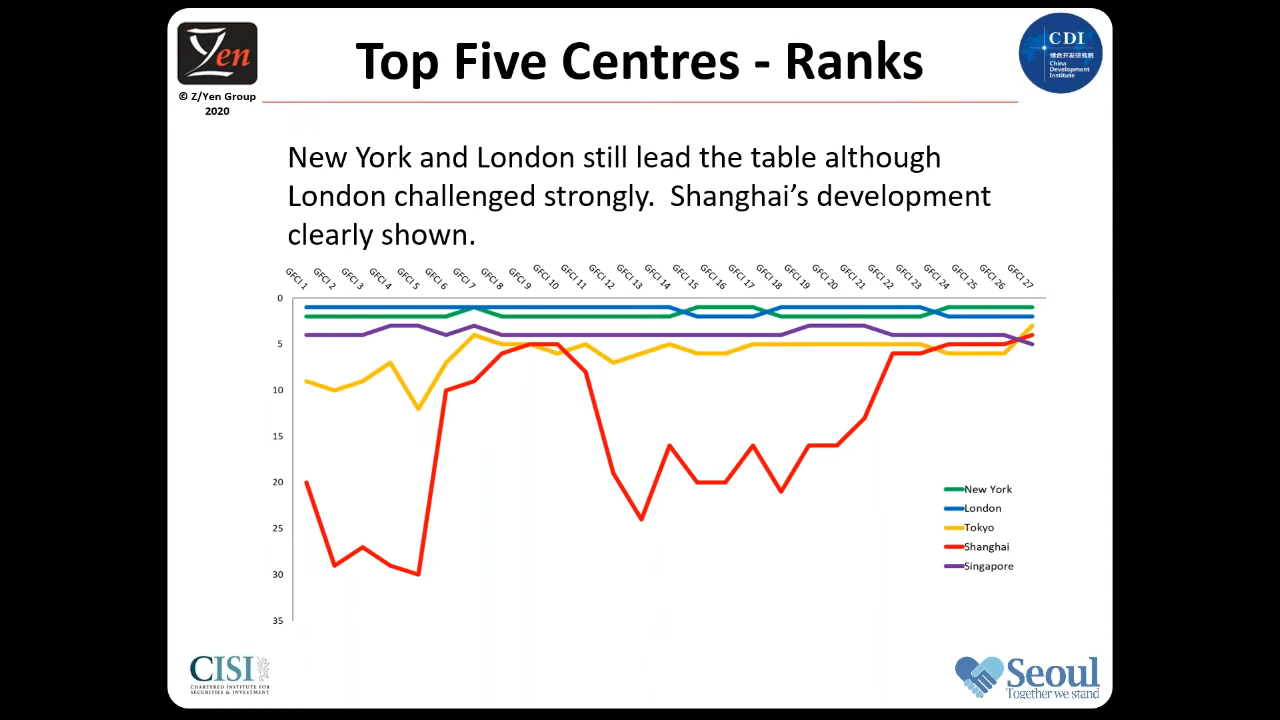 Yen
© Z/Yen Group
2020
Top Five Centres - Ranks
CDI
综合开发研究院
China
Development
Institute
New York and London still lead the table although
London challenged strongly.  Shanghai’s development
clearly shown.
GFCI 1
GFCI 2
GFCI 3
GFCI 4
GFCI 5
GFCI 6
GFCI 7
GFCI 8
GFCI 9
GFCI 10
GFCI 11
GFCI 12
GFCI 13
GFCI 14
GFCI 15
GFCI 16
GFCI 17
GFCI 18
GFCI 19
GFCI 20
GFCI 21
GFCI 22
GFCI 23
GFCI 24
GFCI 25
GFCI 26
GFCI 27
0
5
10
15
20
25
30
35
New York
London
Tokyo
Shanghai
Singapore
CISI
CHARTERED INSTITUTE FOR
SECURITIES & INVESTMENT
Seoul
Together we stand